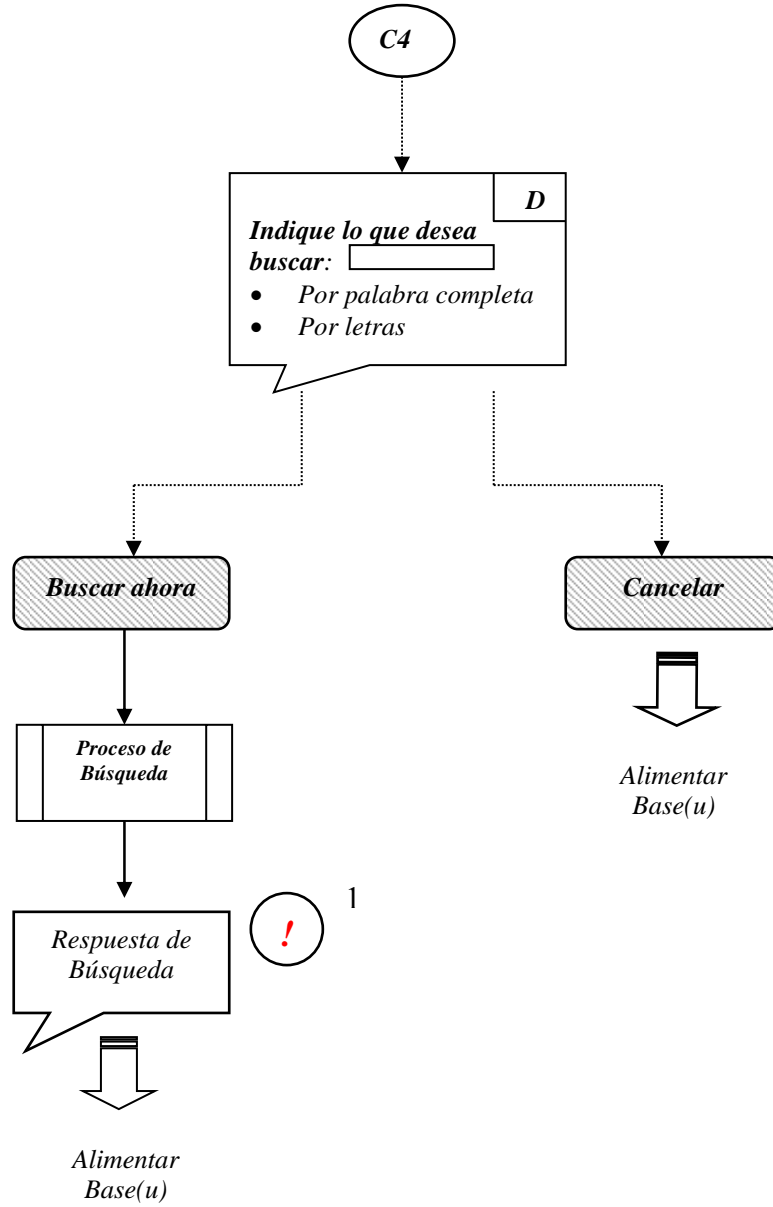 C4
D
Indique lo que desea
buscar:
• Por palabra completa
• Por letras
Buscar ahora
Cancelar
Proceso de
Búsqueda
Alimentar
Base(u)
1
!
Respuesta de
Búsqueda
Alimentar
Base(u)